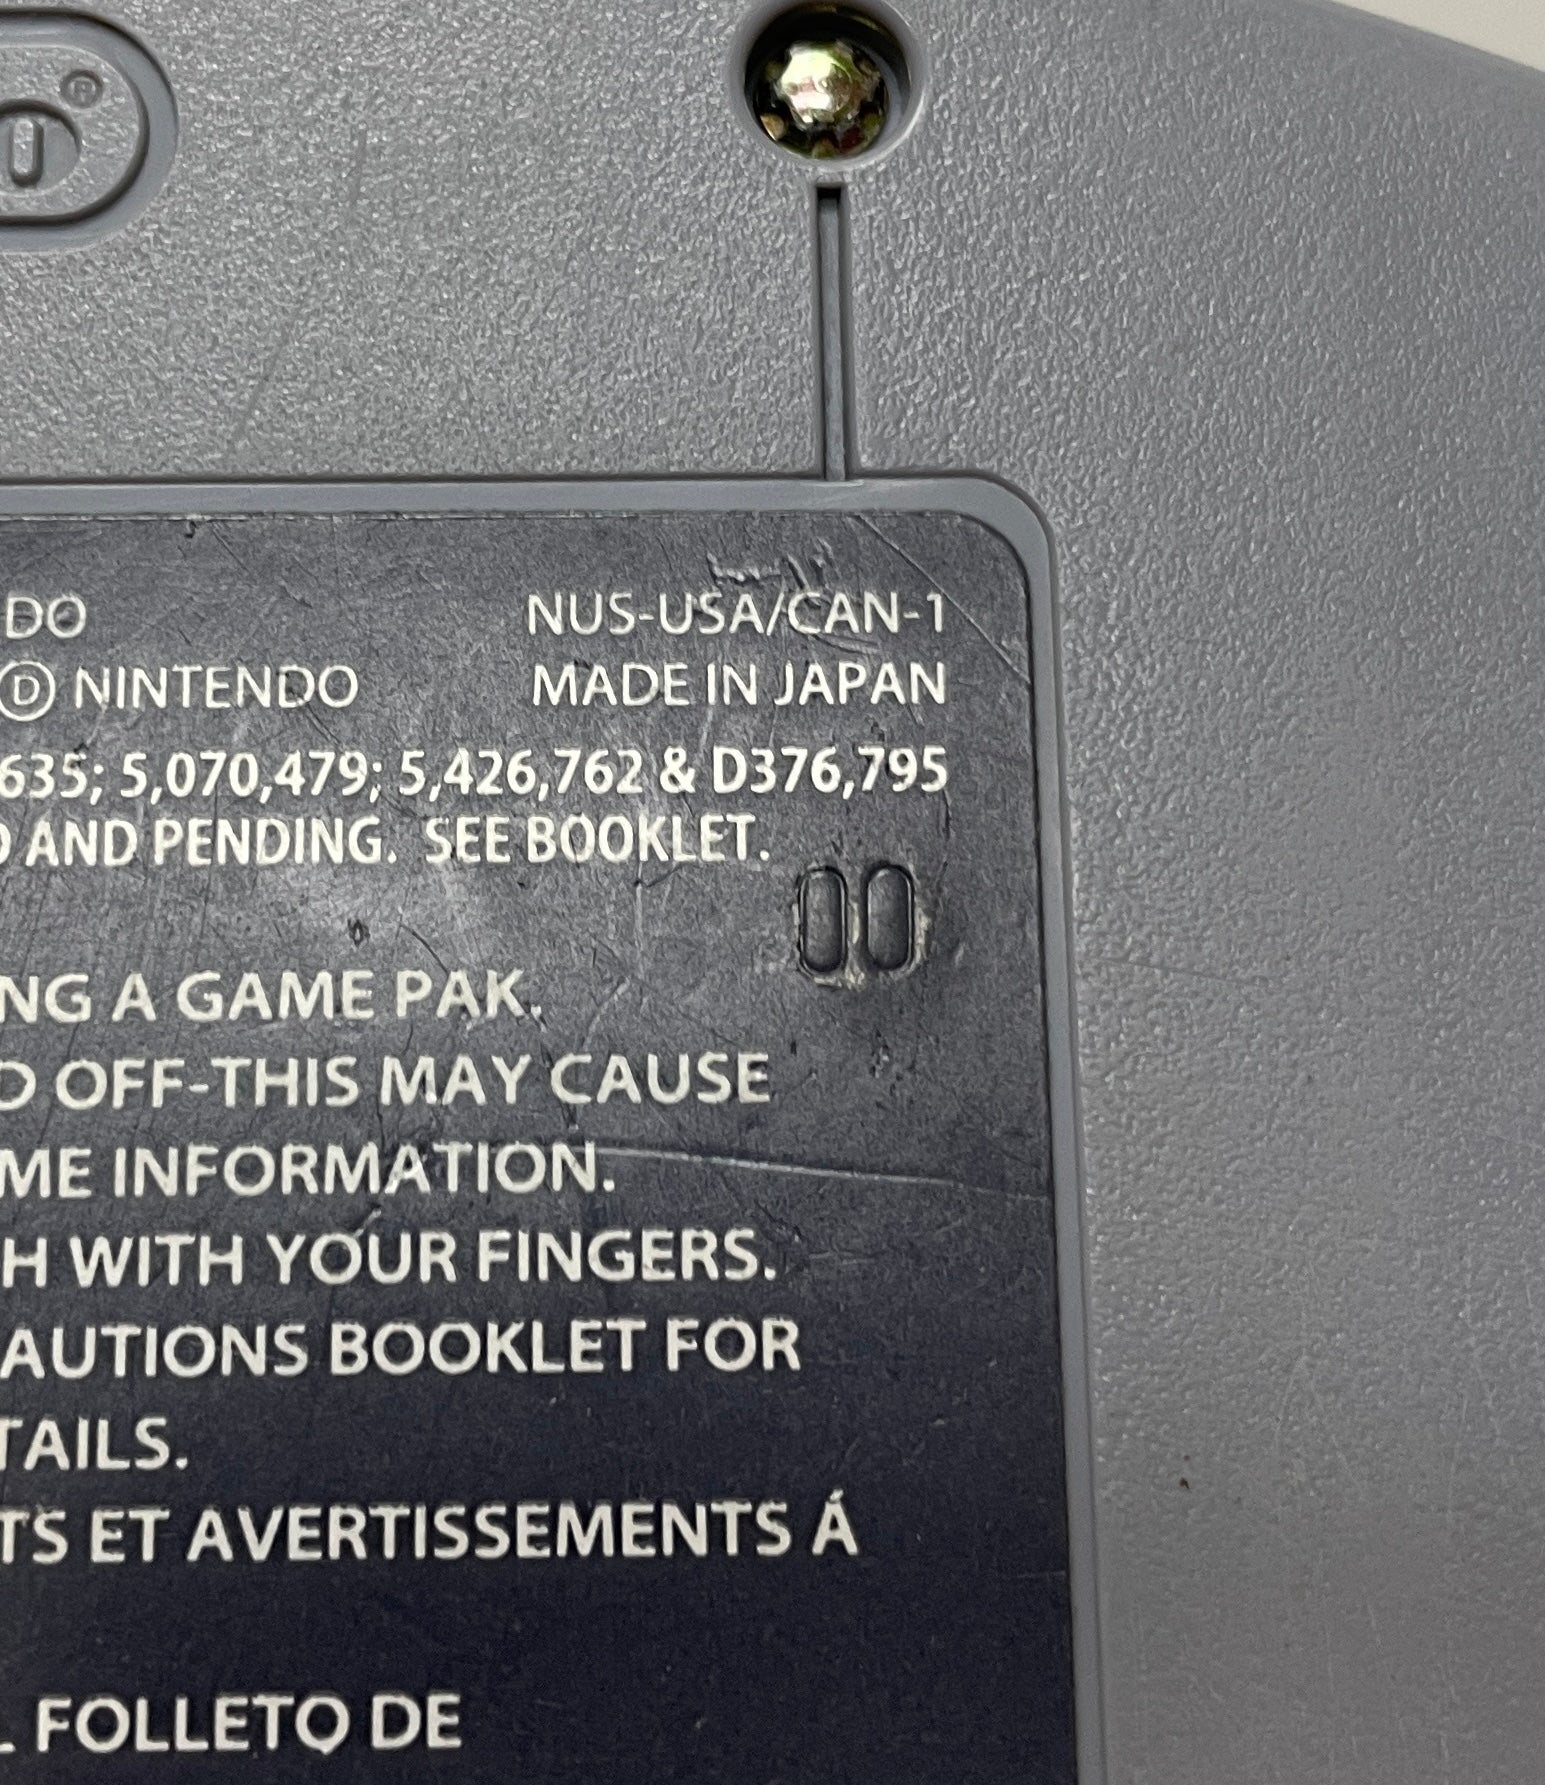 O®
DO NUS-USA/CAN-1
Ⓓ NINTENDO MADE IN JAPAN
635; 5,070,479; 5,426,762 & D376,795
D AND PENDING. SEE BOOKLET.
00
NG A GAME PAK.
D OFF-THIS MAY CAUSE
ME INFORMATION.
H WITH YOUR FINGERS.
AUTIONS BOOKLET FOR
TAILS.
TS ET AVERTISSEMENTS Á
L FOLLETO DE